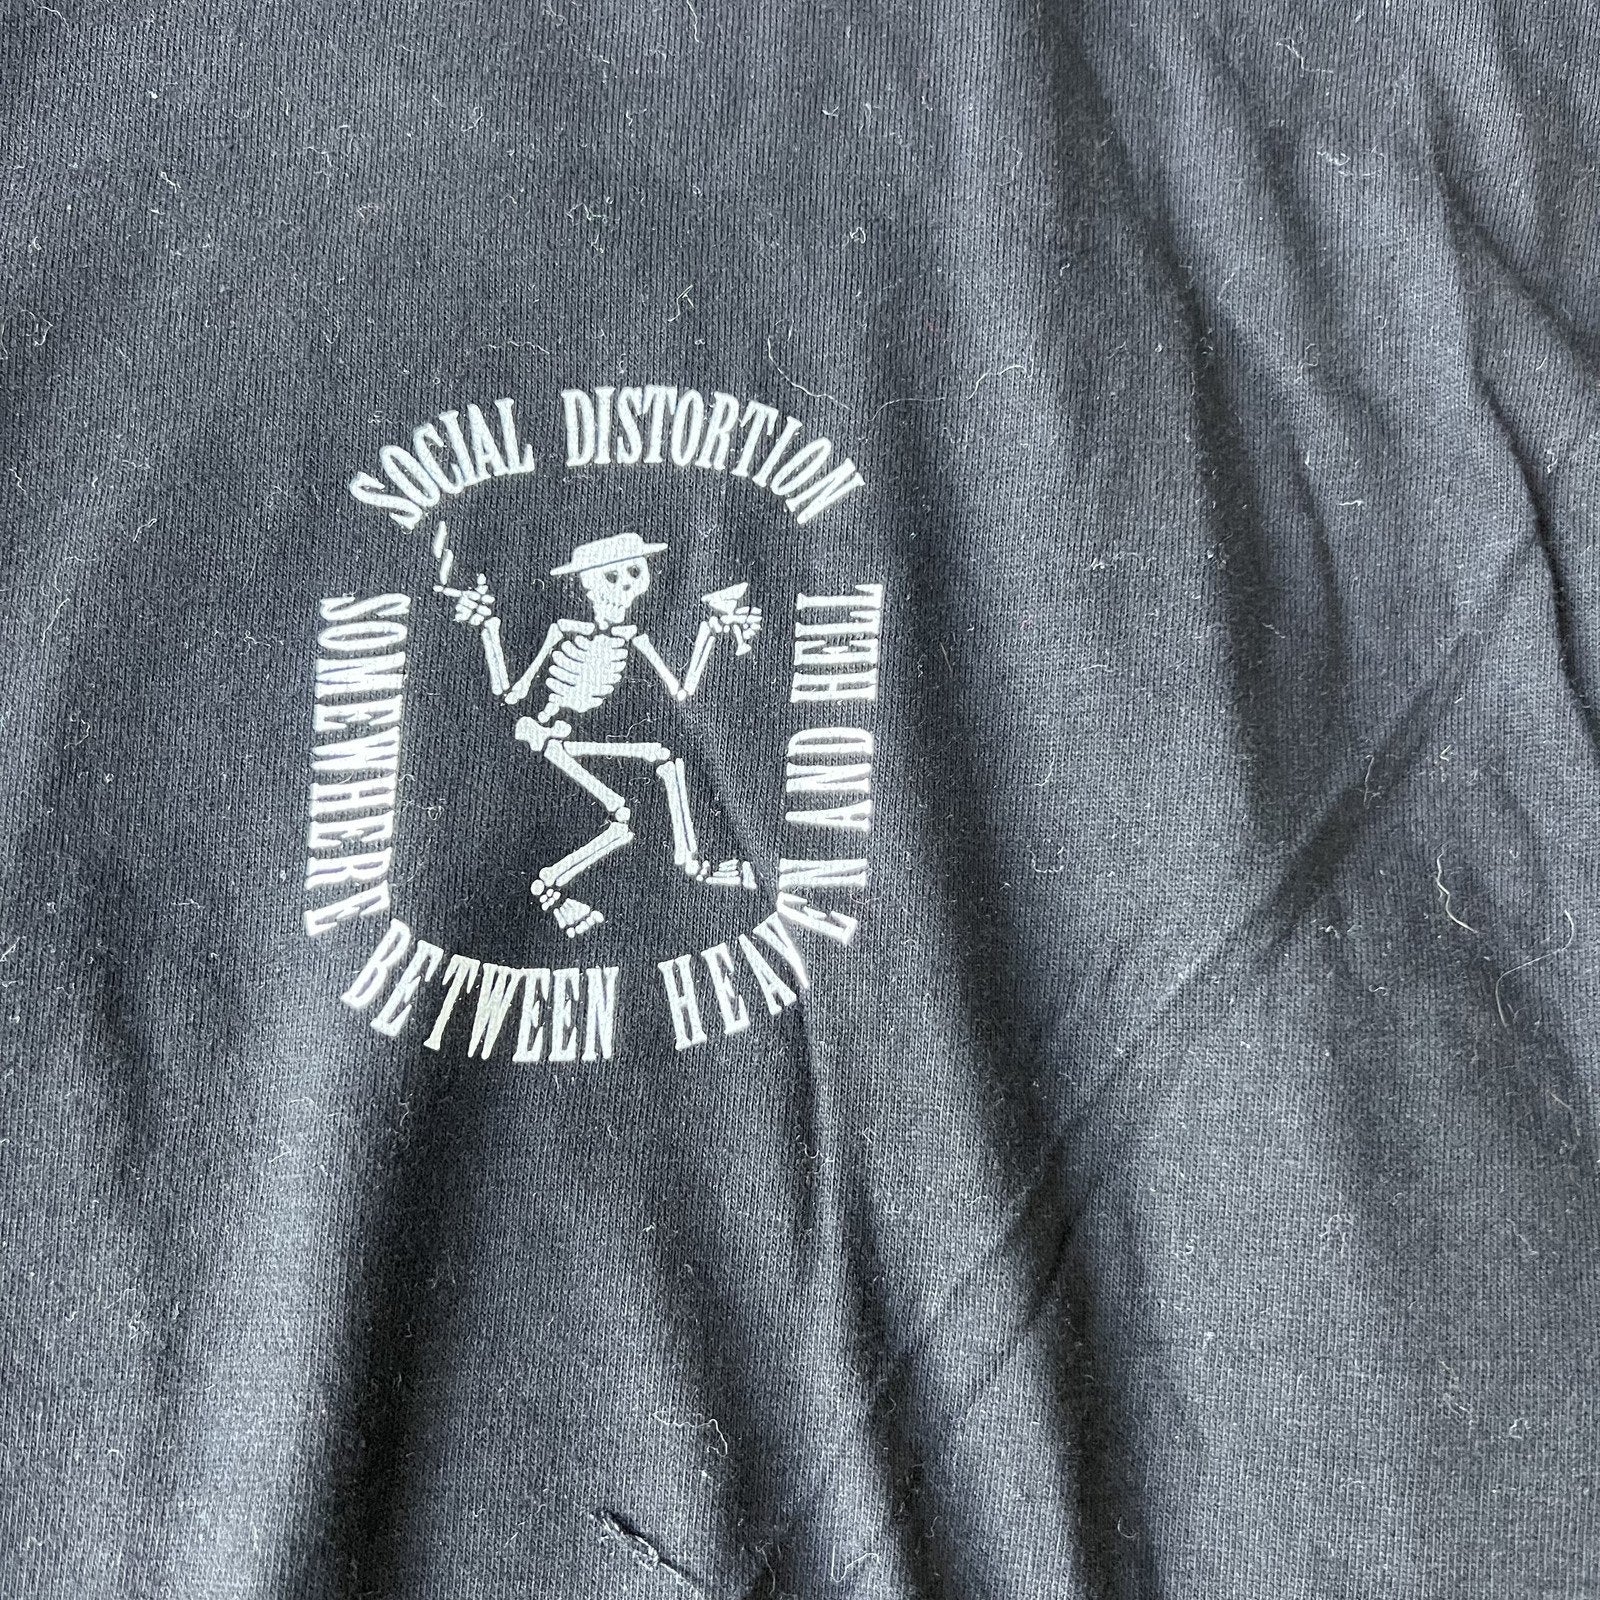 SOCIAL DISTORTION
SOMEWHERE BETWEEN HEAVEN AND HELL